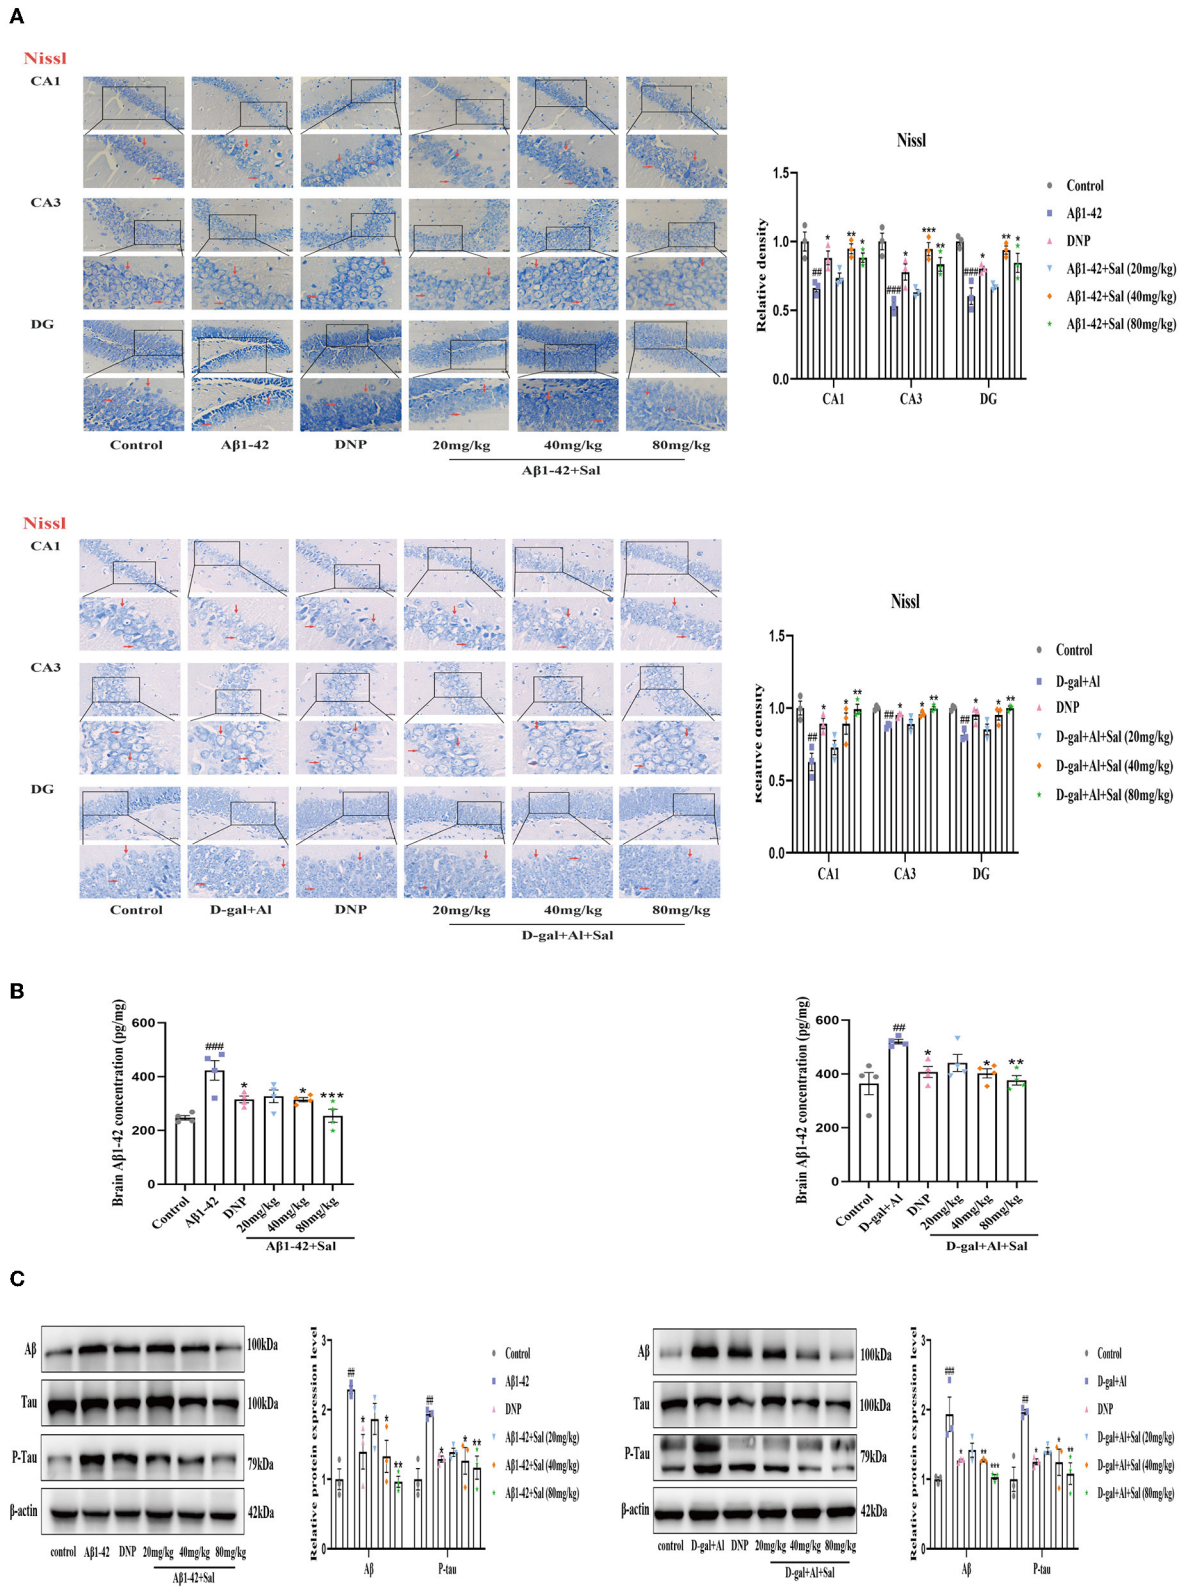 A
Nissl
CA1
CA3
DG
Control
Aβ1-42
DNP
20mg/kg
40mg/kg
80mg/kg
Aβ1-42+Sal
Nissl
Relative density
1.5
1.0
0.5
0.0
##
*
**
*
###
*
***
**
###
*
**
*
CA1
CA3
DG
Control
Aβ1-42
DNP
Aβ1-42+Sal (20mg/kg)
Aβ1-42+Sal (40mg/kg)
Aβ1-42+Sal (80mg/kg)
Nissl
CA1
CA3
DG
Control
D-gal+Al
DNP
20mg/kg
40mg/kg
80mg/kg
D-gal+Al+Sal
Nissl
Relative density
1.5
1.0
0.5
0.0
##
*
*
**
##
*
*
**
##
*
*
**
CA1
CA3
DG
Control
D-gal+Al
DNP
D-gal+Al+Sal (20mg/kg)
D-gal+Al+Sal (40mg/kg)
D-gal+Al+Sal (80mg/kg)
B
Brain Aβ1-42 concentration (pg/mg)
600
400
200
0
###
*
*
***
Control
Aβ1-42
DNP
20mg/kg
40mg/kg
80mg/kg
Aβ1-42+Sal
Brain Aβ1-42 concentration (pg/mg)
600
400
200
0
##
*
*
**
Control
D-gal+Al
DNP
20mg/kg
40mg/kg
80mg/kg
D-gal+Al+Sal
C
Aβ
100kDa
Tau
100kDa
P-Tau
79kDa
β-actin
42kDa
control
Aβ1-42
DNP
20mg/kg
40mg/kg
80mg/kg
Aβ1-42+Sal
Relative protein expression level
3
2
1
0
##
*
*
**
##
*
*
**
Aβ
P-tau
Control
Aβ1-42
DNP
Aβ1-42+Sal (20mg/kg)
Aβ1-42+Sal (40mg/kg)
Aβ1-42+Sal (80mg/kg)
Aβ
100kDa
Tau
100kDa
P-Tau
79kDa
β-actin
42kDa
control
D-gal+Al
DNP
20mg/kg
40mg/kg
80mg/kg
D-gal+Al+Sal
Relative protein expression level
3
2
1
0
###
*
**
***
##
*
*
**
Aβ
P-tau
Control
D-gal+Al
DNP
D-gal+Al+Sal (20mg/kg)
D-gal+Al+Sal (40mg/kg)
D-gal+Al+Sal (80mg/kg)